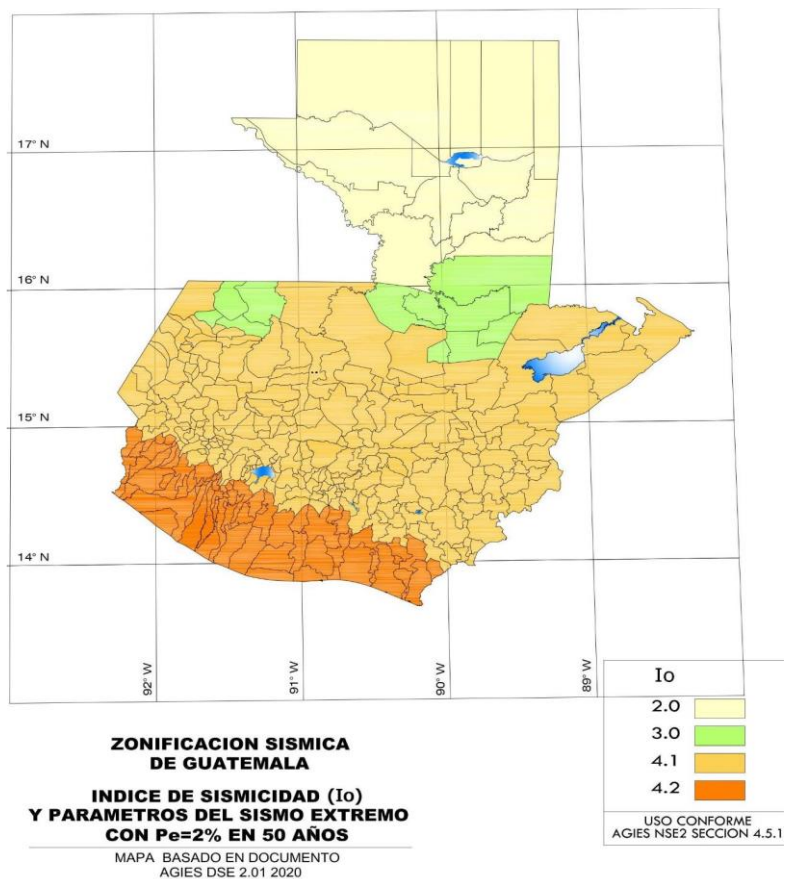 17° N
16° N
15° N
14° N
92° W
91° W
90° W
89° W
Io
2.0
3.0
4.1
4.2
USO CONFORME
AGIES NSE2 SECCION 4.5.1
ZONIFICACION SISMICA
DE GUATEMALA
INDICE DE SISMICIDAD (Io)
Y PARAMETROS DEL SISMO EXTREMO
CON Pe=2% EN 50 AÑOS
MAPA BASADO EN DOCUMENTO
AGIES DSE 2.01 2020